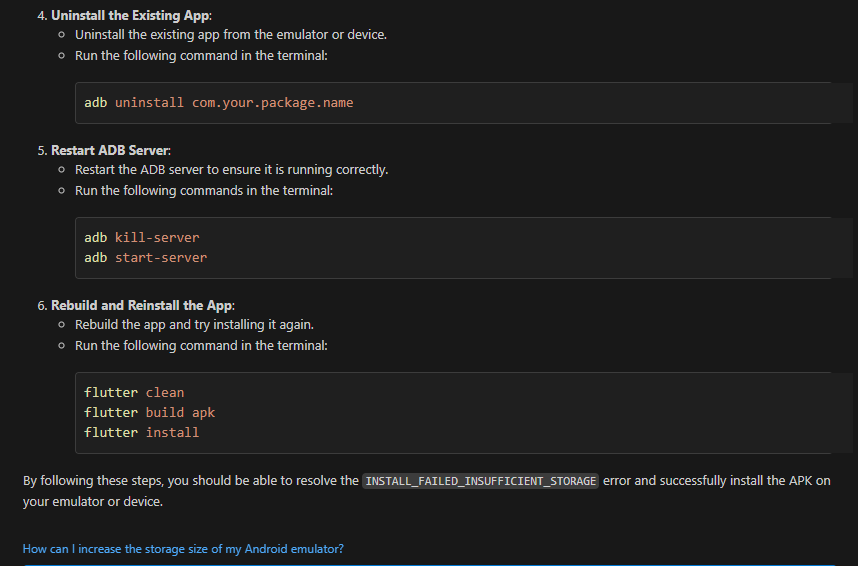 4. Uninstall the Existing App:
Uninstall the existing app from the emulator or device.
Run the following command in the terminal:
adb uninstall com.your.package.name
5. Restart ADB Server:
Restart the ADB server to ensure it is running correctly.
Run the following commands in the terminal:
adb kill-server
adb start-server
6. Rebuild and Reinstall the App:
Rebuild the app and try installing it again.
Run the following command in the terminal:
flutter clean
flutter build apk
flutter install
By following these steps, you should be able to resolve the INSTALL_FAILED_INSUFFICIENT_STORAGE error and successfully install the APK on
your emulator or device.
How can I increase the storage size of my Android emulator?